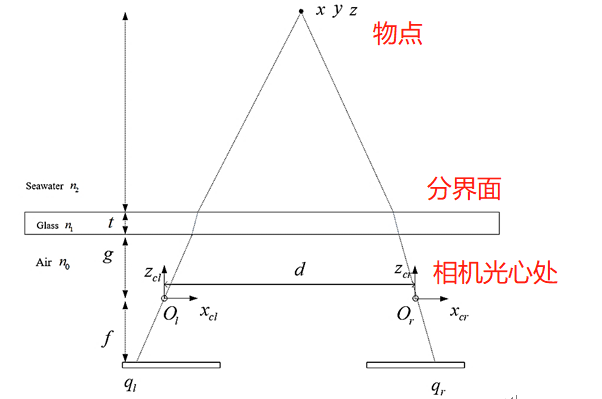 x y z
物点
Seawater n₂
分界面
Glass n₁
t
Air n₀
g
z_cl
d
z_cr
相机光心处
O_l
x_cl
O_r
x_cr
f
q_l
q_r